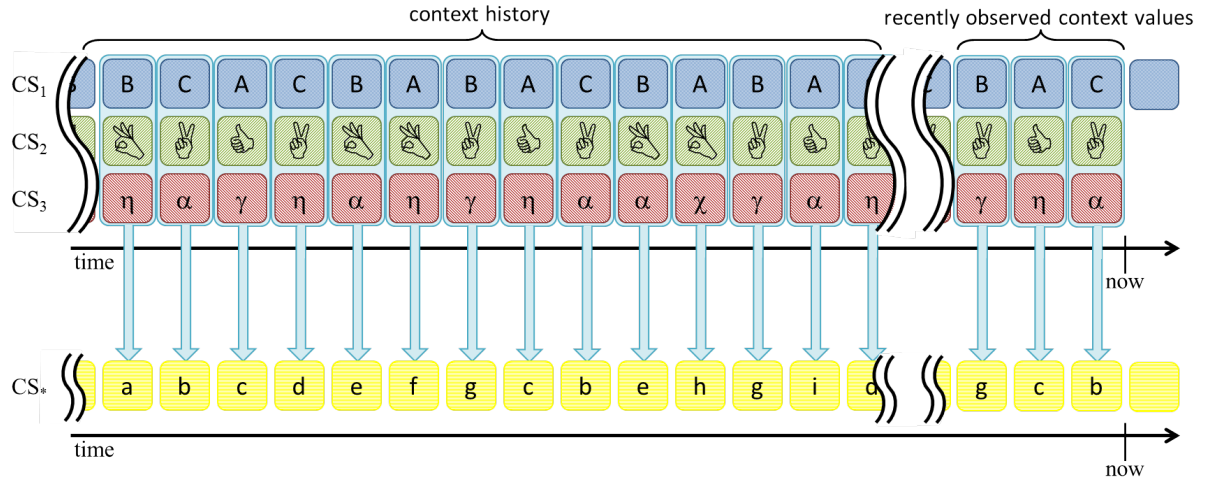 context history
recently observed context values
CS₁ B C A C B A B A C B A B A C B A C
CS₂
CS₃ η α γ η α η γ η α α χ γ α η γ η α
time
now
CS* a b c d e f g c b e h g i d g c b
time
now